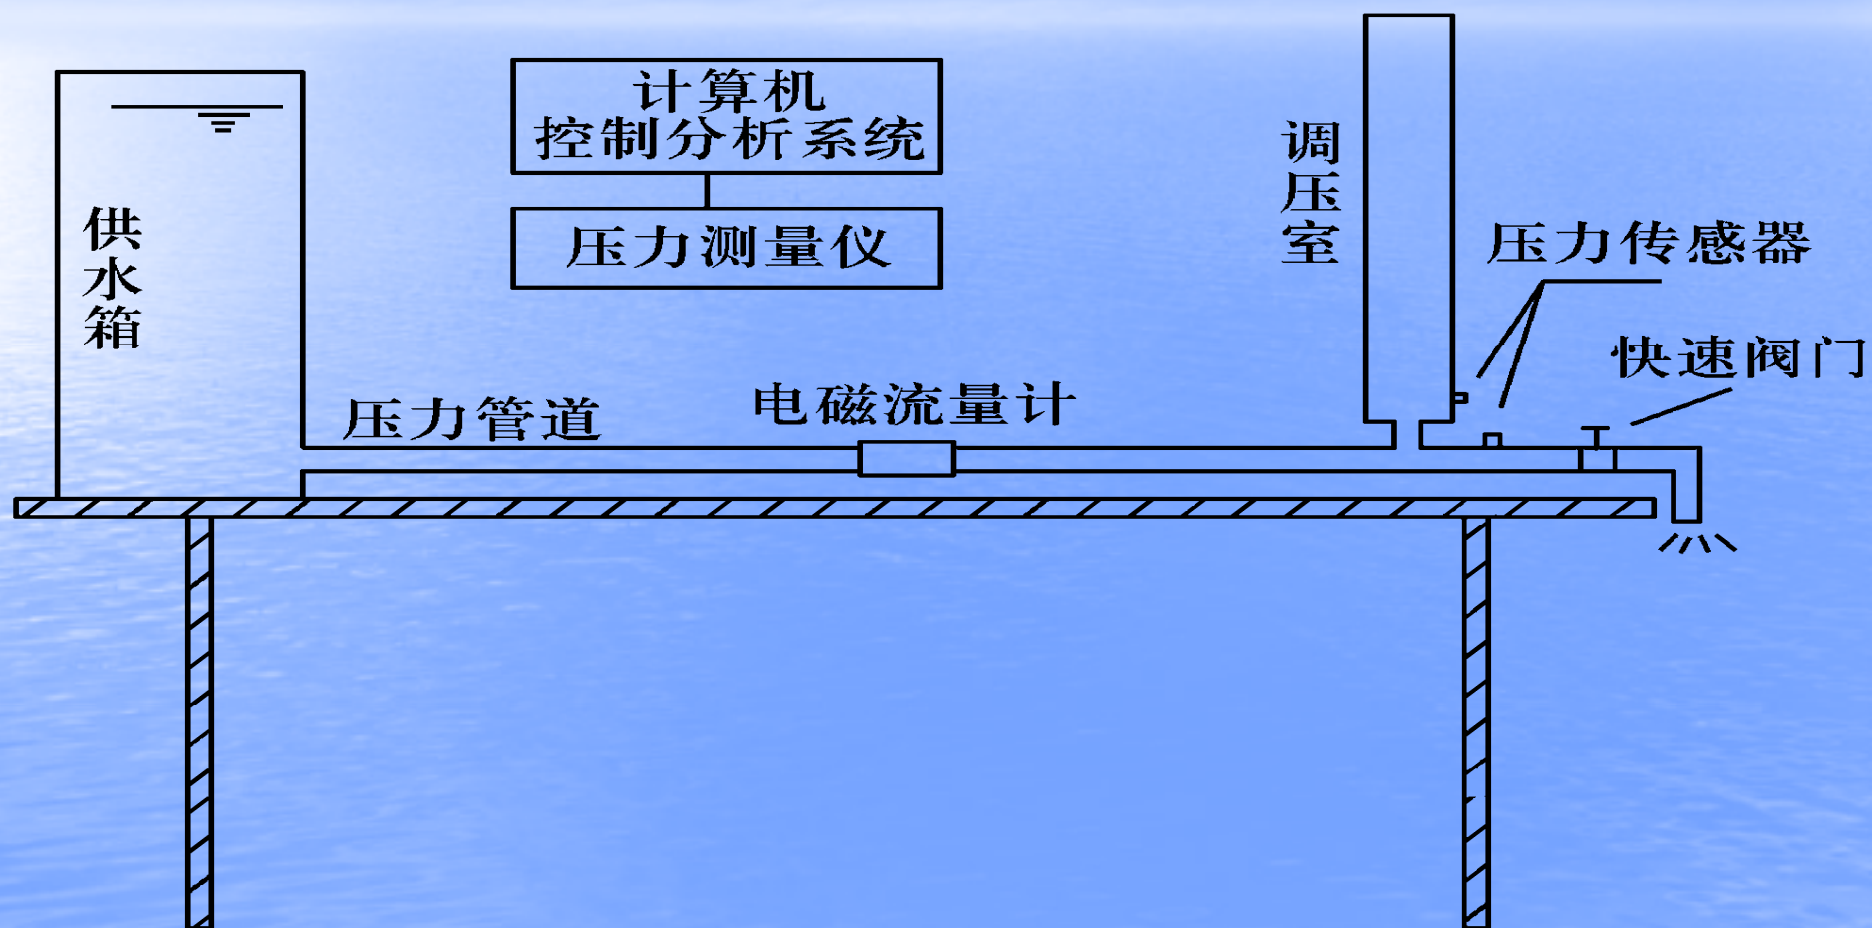 计算机
控制分析系统
压力测量仪
供水箱
调压室
压力传感器
快速阀门
压力管道
电磁流量计